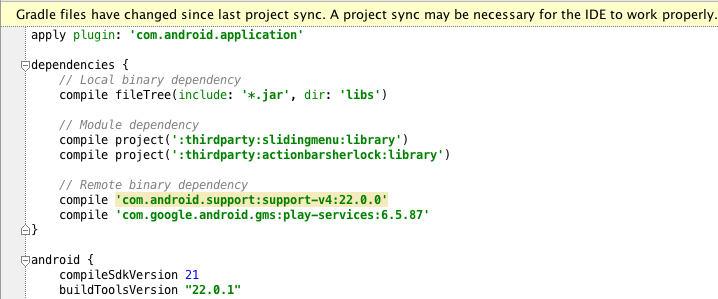 Gradle files have changed since last project sync. A project sync may be necessary for the IDE to work properly.
apply plugin: 'com.android.application'
dependencies {
// Local binary dependency
compile fileTree(include: '*.jar', dir: 'libs')
// Module dependency
compile project(':thirdparty:slidingmenu:library')
compile project(':thirdparty:actionbarsherlock:library')
// Remote binary dependency
compile 'com.android.support:support-v4:22.0.0'
compile 'com.google.android.gms:play-services:6.5.87'
}
android {
compileSdkVersion 21
buildToolsVersion "22.0.1"